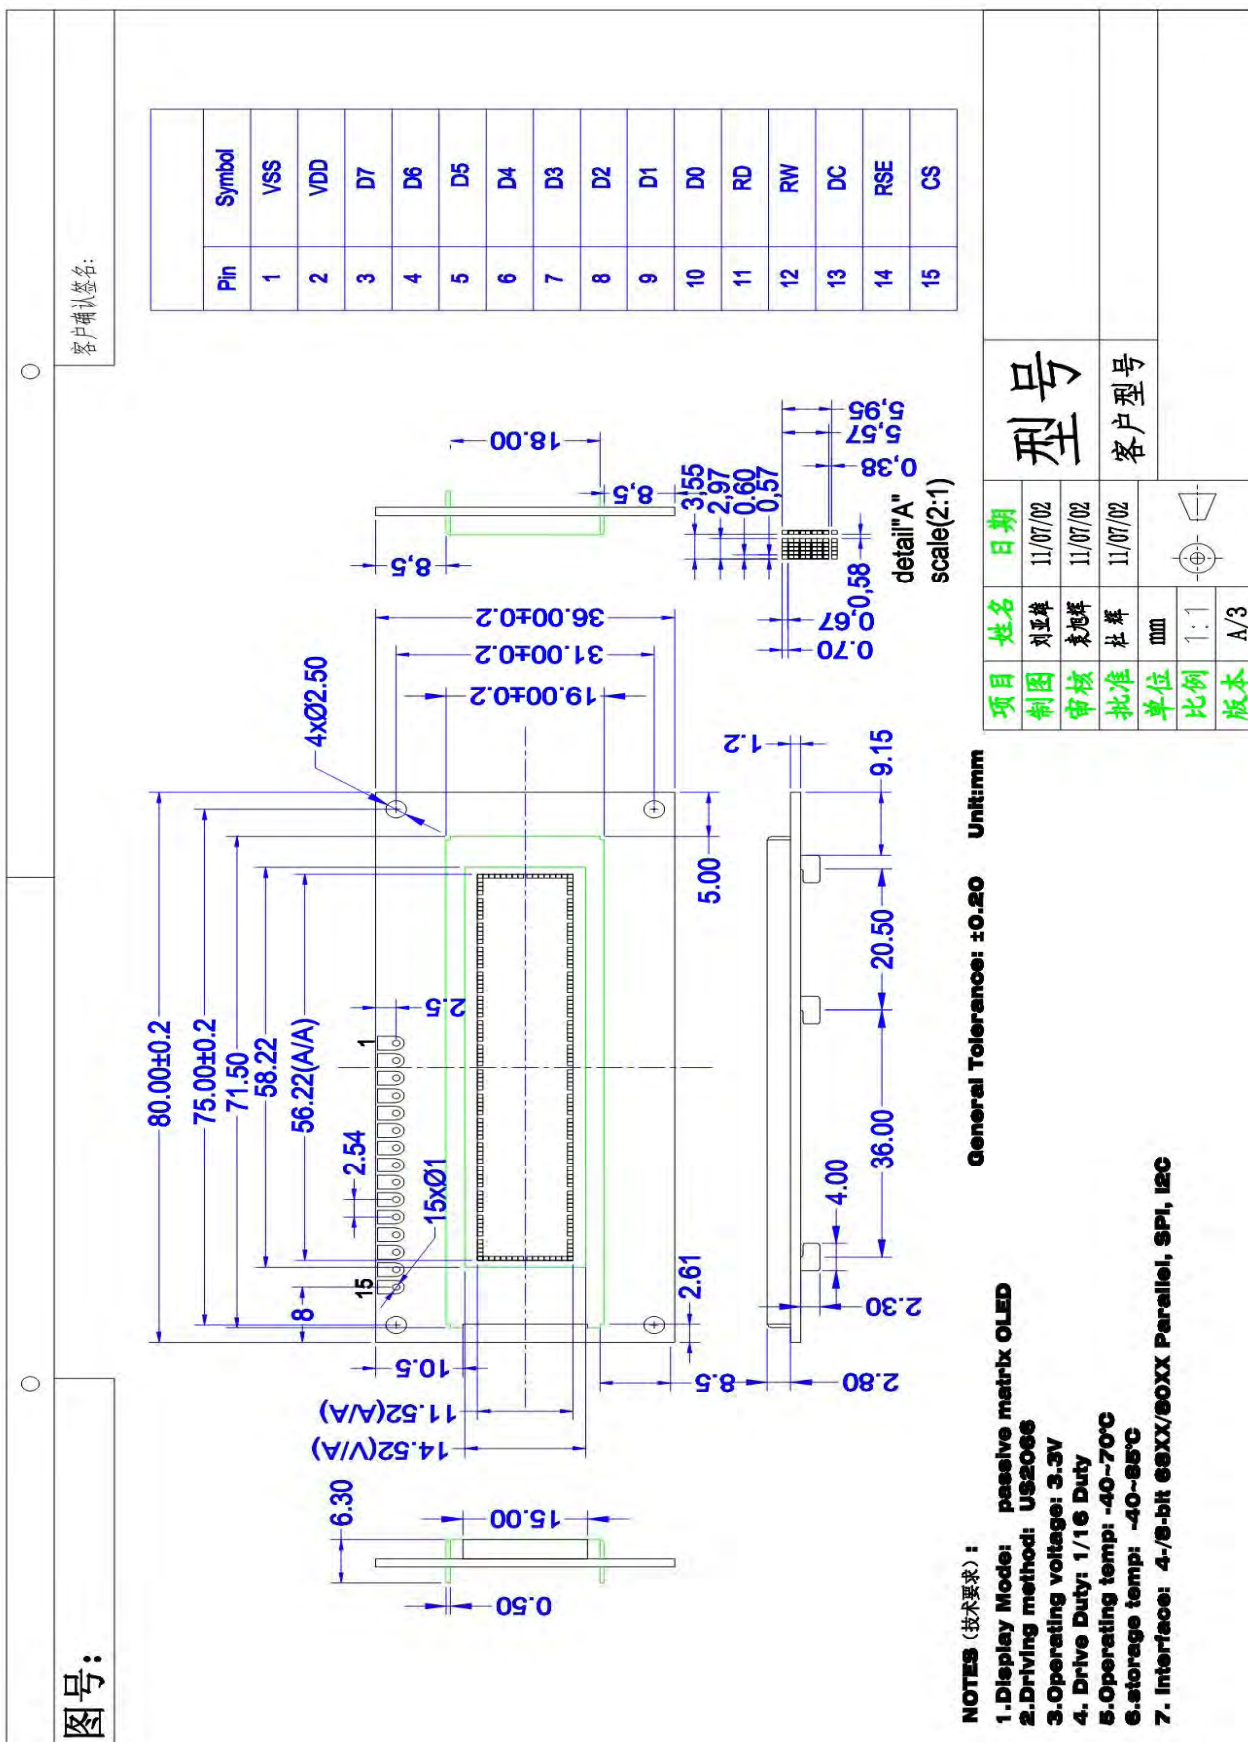 图号:
客户确认签名:
80.00±0.2
75.00±0.2
71.50
58.22
56.22(A/A)
2.54
15xØ1
4xØ2.50
15
1
8
2.5
6.30
15.00
0.50
14.52(V/A)
11.52(A/A)
10.5
8.5
2.61
5.00
19.00±0.2
31.00±0.2
36.00±0.2
8,5
18.00
8,5
2.80
2.30
4.00
36.00
20.50
9.15
1.2
3,55
2,97
0.60
0,57
5,95
5,57
0,38
0,58
0,67
0.70
detail"A"
scale(2:1)
Pin Symbol
1 VSS
2 VDD
3 D7
4 D6
5 D5
6 D4
7 D3
8 D2
9 D1
10 D0
11 RD
12 RW
13 DC
14 RSE
15 CS
General Tolerance: ±0.20 Unit:mm
NOTES (技术要求):
1.Display Mode: passive matrix OLED
2.Driving method: US2066
3.Operating voltage: 3.3V
4. Drive Duty: 1/16 Duty
5.Operating temp: -40~70°C
6.storage temp: -40~85°C
7. Interface: 4-/8-bit 68XX/80XX Parallel, SPI, I2C
项目 姓名 日期
制图 刘亚雄 11/07/02
审核 袁旭辉 11/07/02
批准 杜辉 11/07/02
单位 mm
比例 1:1
版本 A/3
型号
客户型号